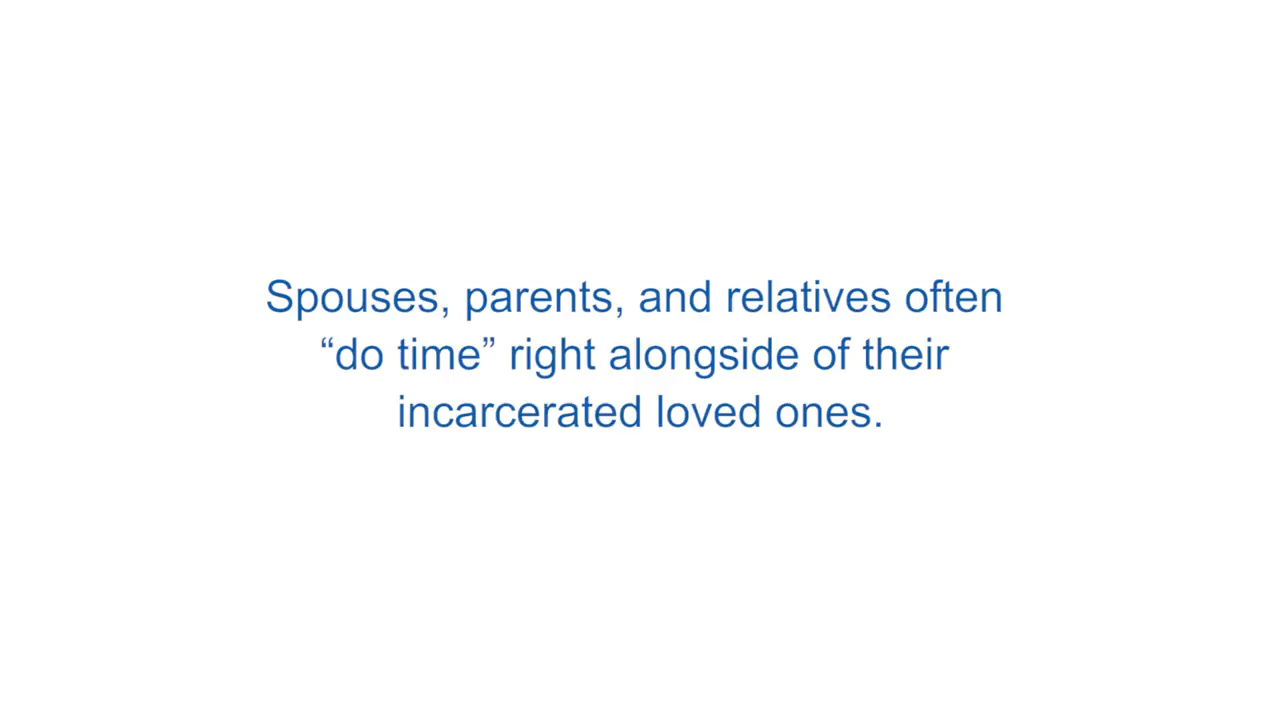 Spouses, parents, and relatives often
“do time” right alongside of their
incarcerated loved ones.